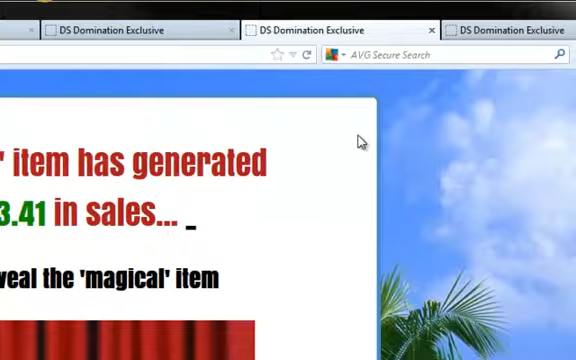 DS Domination Exclusive
DS Domination Exclusive
DS Domination Exclusive
AVG Secure Search
' item has generated
3.41 in sales... _
veal the 'magical' item